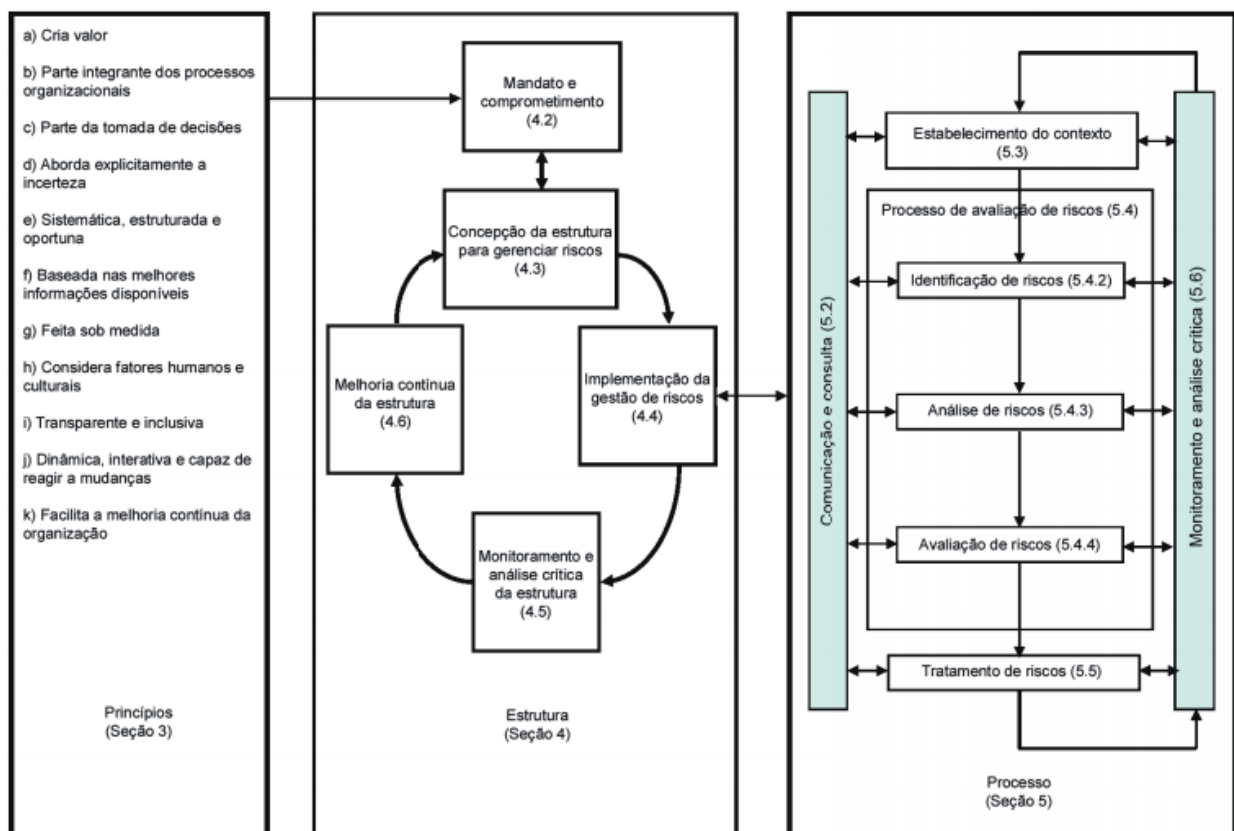 a) Cria valor
b) Parte integrante dos processos
organizacionais
c) Parte da tomada de decisões
d) Aborda explicitamente a
incerteza
e) Sistemática, estruturada e
oportuna
f) Baseada nas melhores
informações disponíveis
g) Feita sob medida
h) Considera fatores humanos e
culturais
i) Transparente e inclusiva
j) Dinâmica, interativa e capaz de
reagir a mudanças
k) Facilita a melhoria contínua da
organização
Princípios
(Seção 3)
Mandato e
comprometimento
(4.2)
Concepção da estrutura
para gerenciar riscos
(4.3)
Implementação da
gestão de riscos
(4.4)
Melhoria contínua
da estrutura
(4.6)
Monitoramento e
análise crítica
da estrutura
(4.5)
Estrutura
(Seção 4)
Comunicação e consulta (5.2)
Estabelecimento do contexto
(5.3)
Processo de avaliação de riscos (5.4)
Identificação de riscos (5.4.2)
Análise de riscos (5.4.3)
Avaliação de riscos (5.4.4)
Tratamento de riscos (5.5)
Monitoramento e análise crítica (5.6)
Processo
(Seção 5)